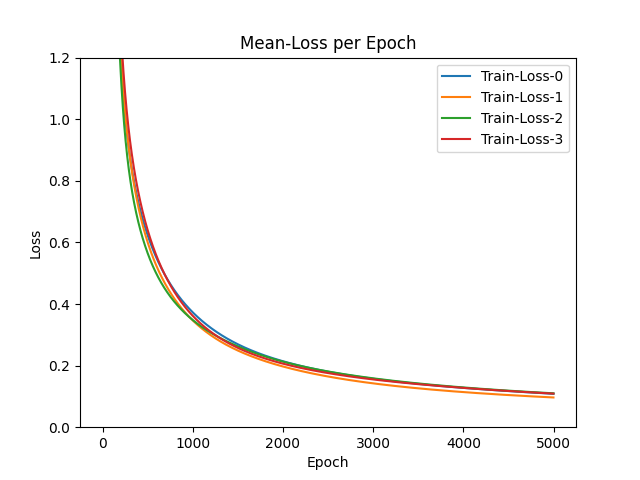 Mean-Loss per Epoch
Train-Loss-0
Train-Loss-1
Train-Loss-2
Train-Loss-3
1.2
1.0
0.8
0.6
0.4
0.2
0.0
Loss
0 1000 2000 3000 4000 5000
Epoch